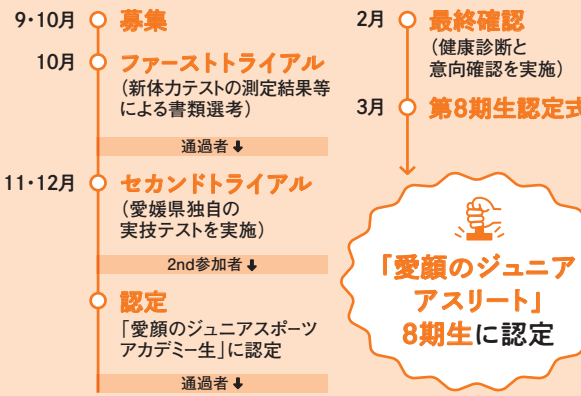 9・10月 募集
10月 ファーストトライアル
(新体力テストの測定結果等
による書類選考)
通過者⬇
11・12月 セカンドトライアル
(愛媛県独自の
実技テストを実施)
2nd参加者⬇
認定
「愛顔のジュニアスポーツ
アカデミー生」に認定
通過者⬇
2月 最終確認
(健康診断と
意向確認を実施)
3月 第8期生認定式
「愛顔のジュニア
アスリート」
8期生に認定